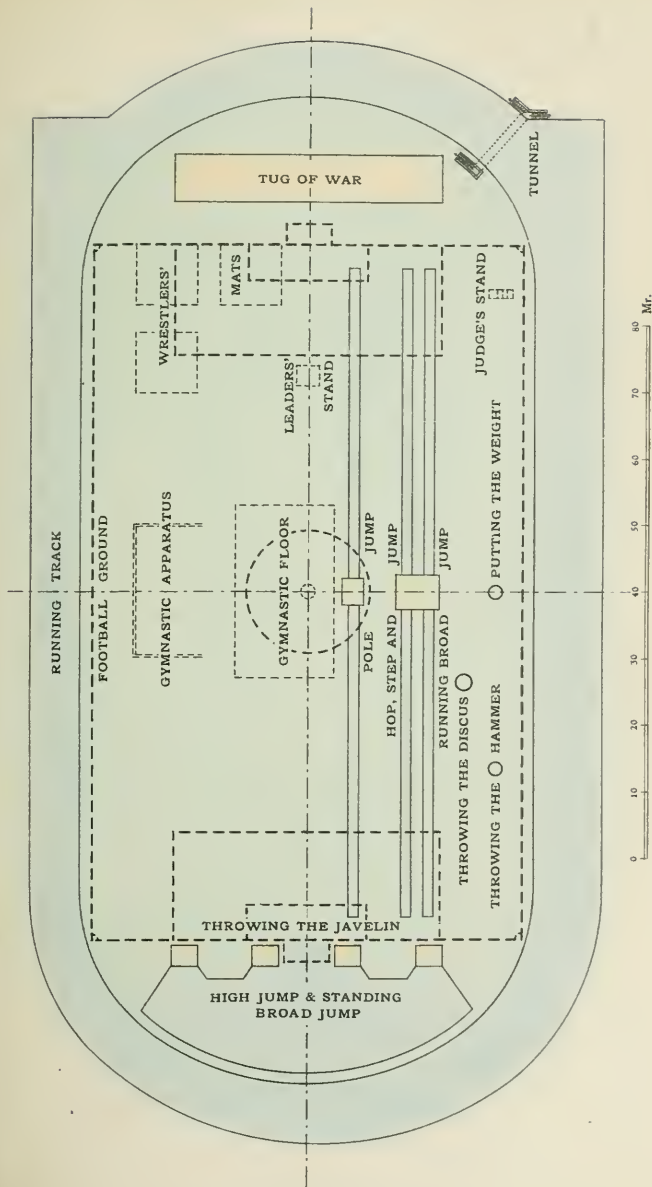 TUG OF WAR
TUNNEL
WRESTLERS'
MATS
JUDGE'S STAND
LEADERS'
STAND
RUNNING TRACK
FOOTBALL GROUND
GYMNASTIC APPARATUS
GYMNASTIC FLOOR
POLE JUMP
HOP, STEP AND JUMP
RUNNING BROAD JUMP
PUTTING THE WEIGHT
THROWING THE DISCUS
THROWING THE HAMMER
THROWING THE JAVELIN
HIGH JUMP & STANDING
BROAD JUMP
0 10 20 30 40 50 60 70 80 Mr.